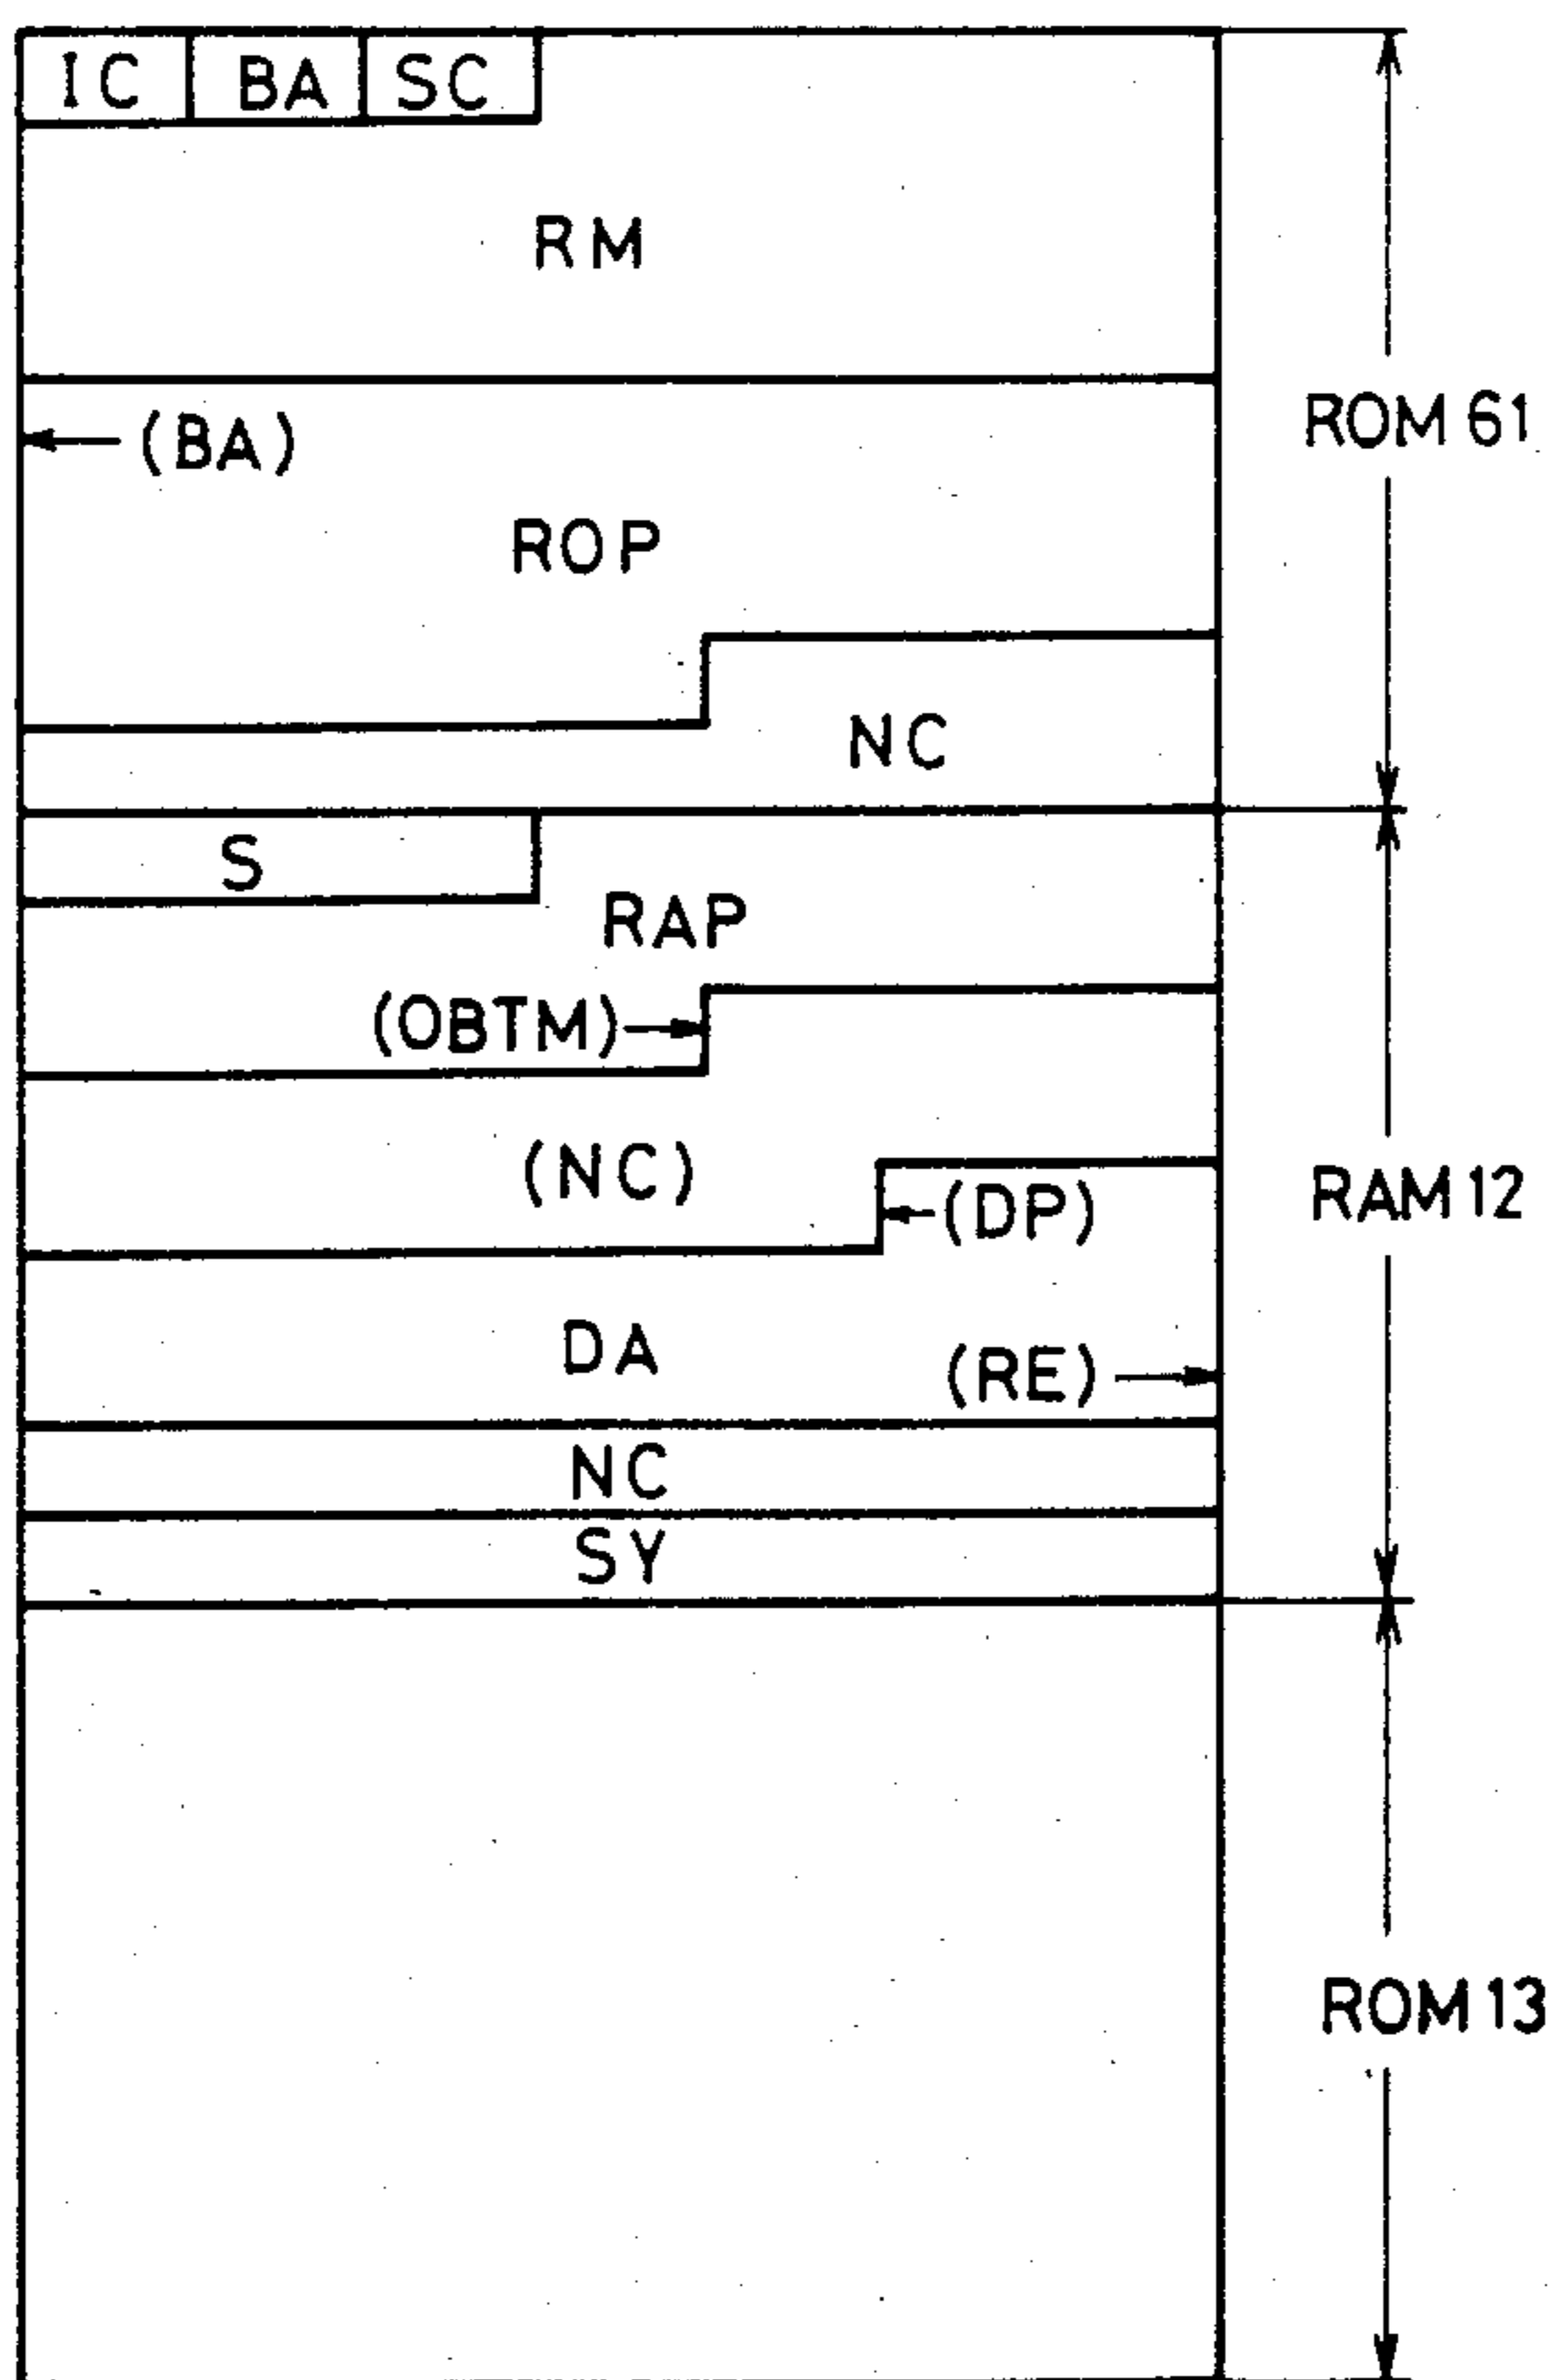 IC BA SC
RM
(BA)
ROM 61
ROP
NC
S
RAP
(OBTM)
(NC)
(DP)
RAM 12
DA
(RE)
NC
SY
ROM 13